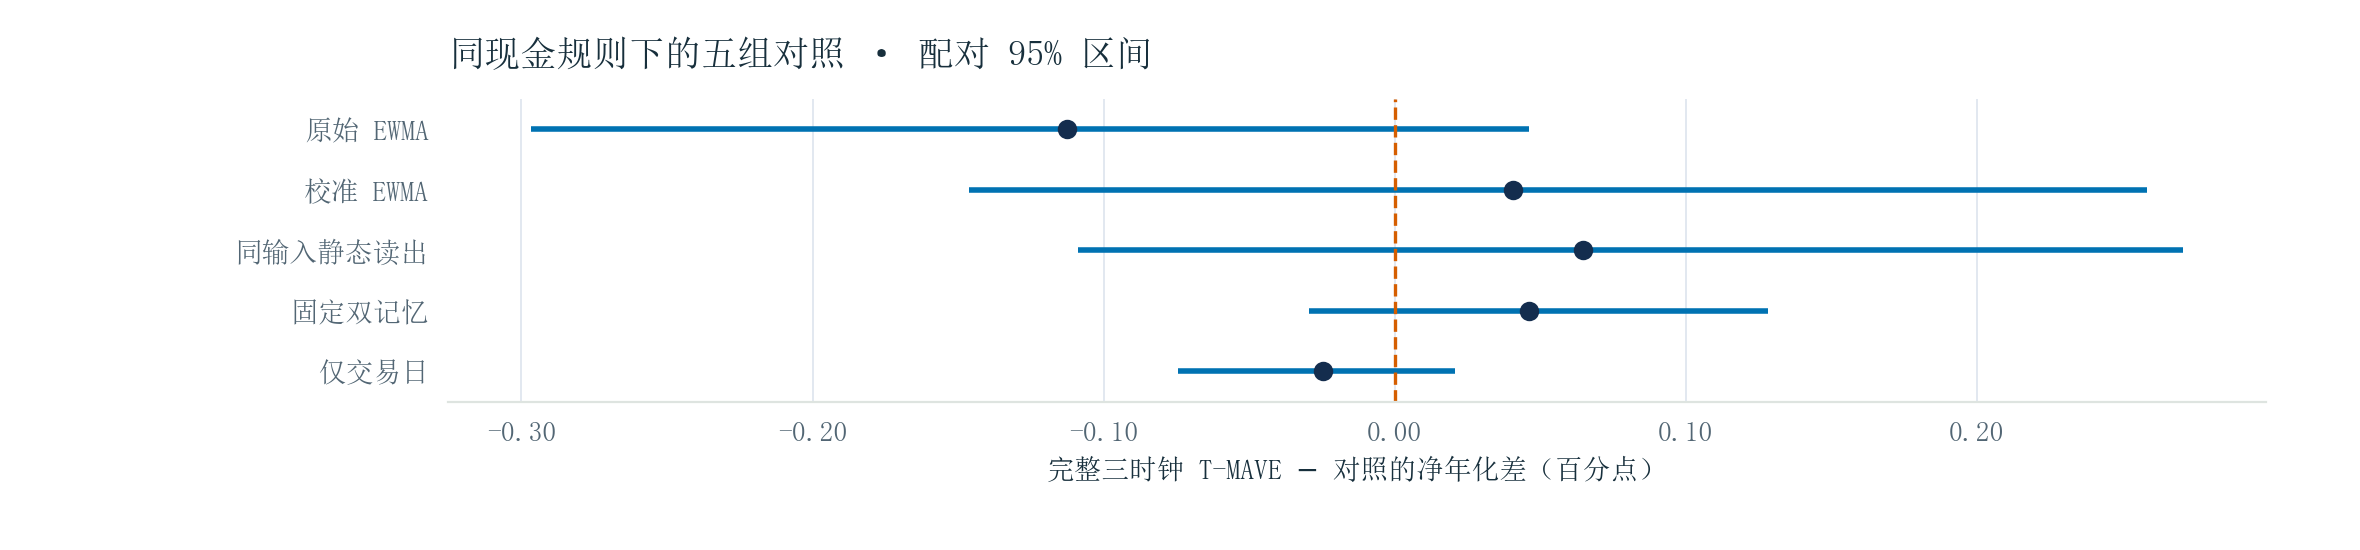 同现金规则下的五组对照 • 配对 95% 区间
原始 EWMA
校准 EWMA
同输入静态读出
固定双记忆
仅交易日
−0.30 −0.20 −0.10 0.00 0.10 0.20
完整三时钟 T-MAVE − 对照的净年化差（百分点）